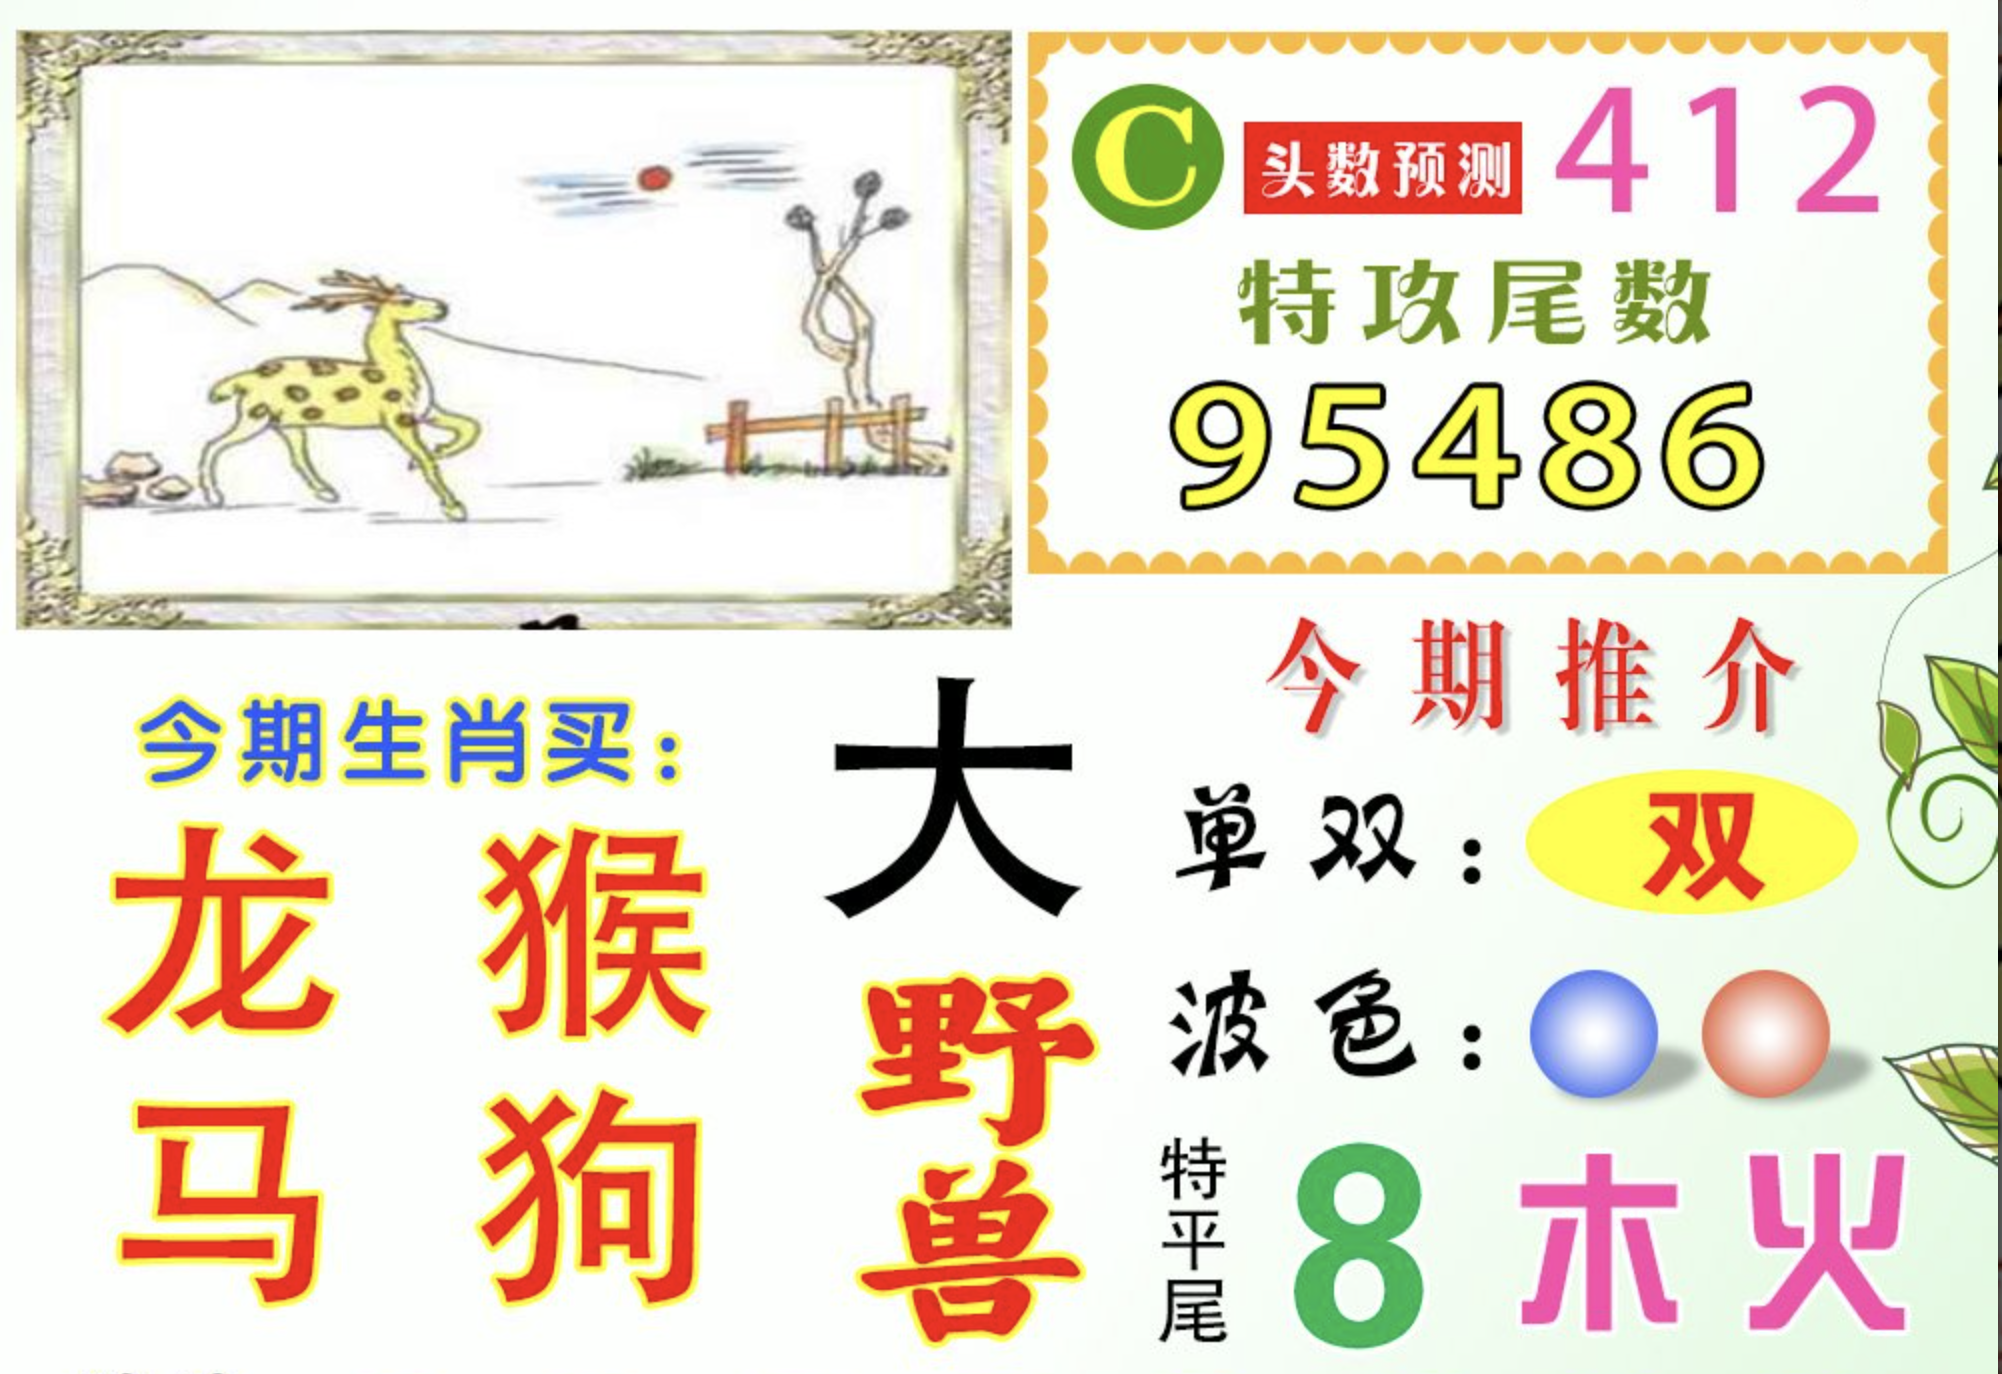 C 头数预测 412
特攻尾数
95486
今期推介
今期生肖买：
龙 猴
马 狗
大
野
兽
单双： 双
波色：
特平尾 8 木火